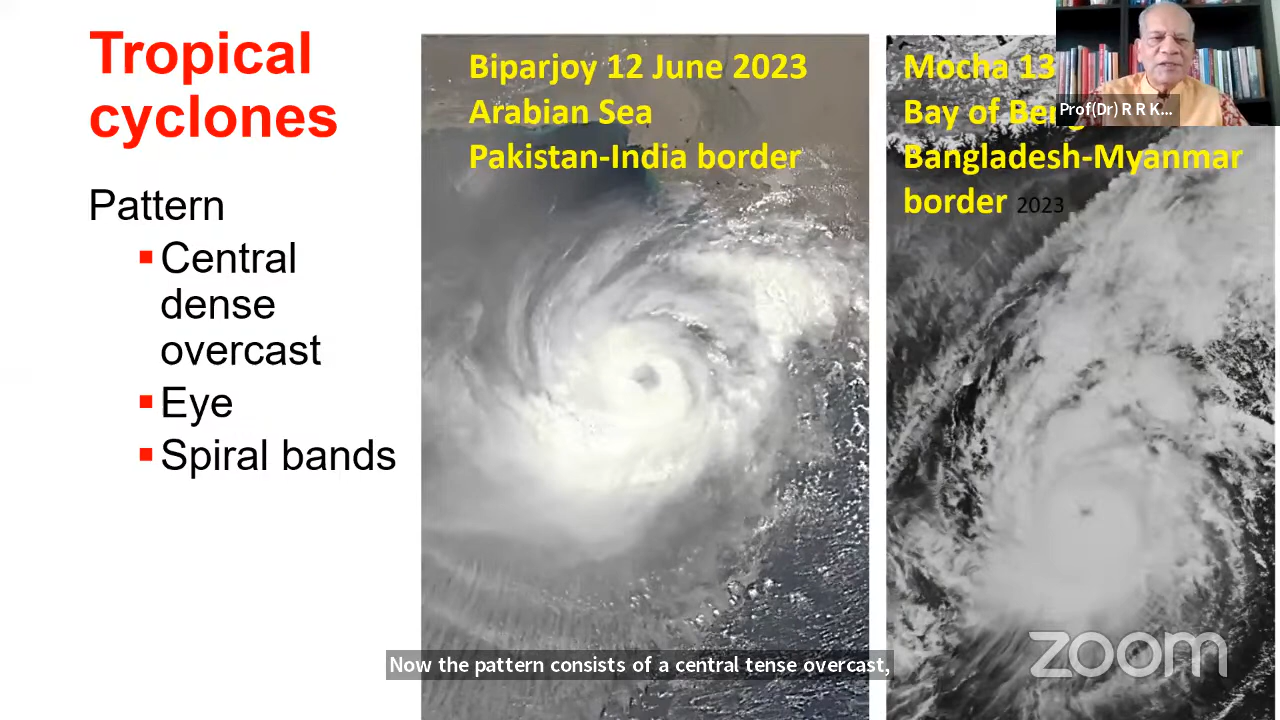 Tropical
cyclones
Pattern
Central
dense
overcast
Eye
Spiral bands
Biparjoy 12 June 2023
Arabian Sea
Pakistan-India border
Mocha 13
Bay of Beng
Bangladesh-Myanmar
border 2023
Prof(Dr) R R K...
Now the pattern consists of a central tense overcast,
zoom